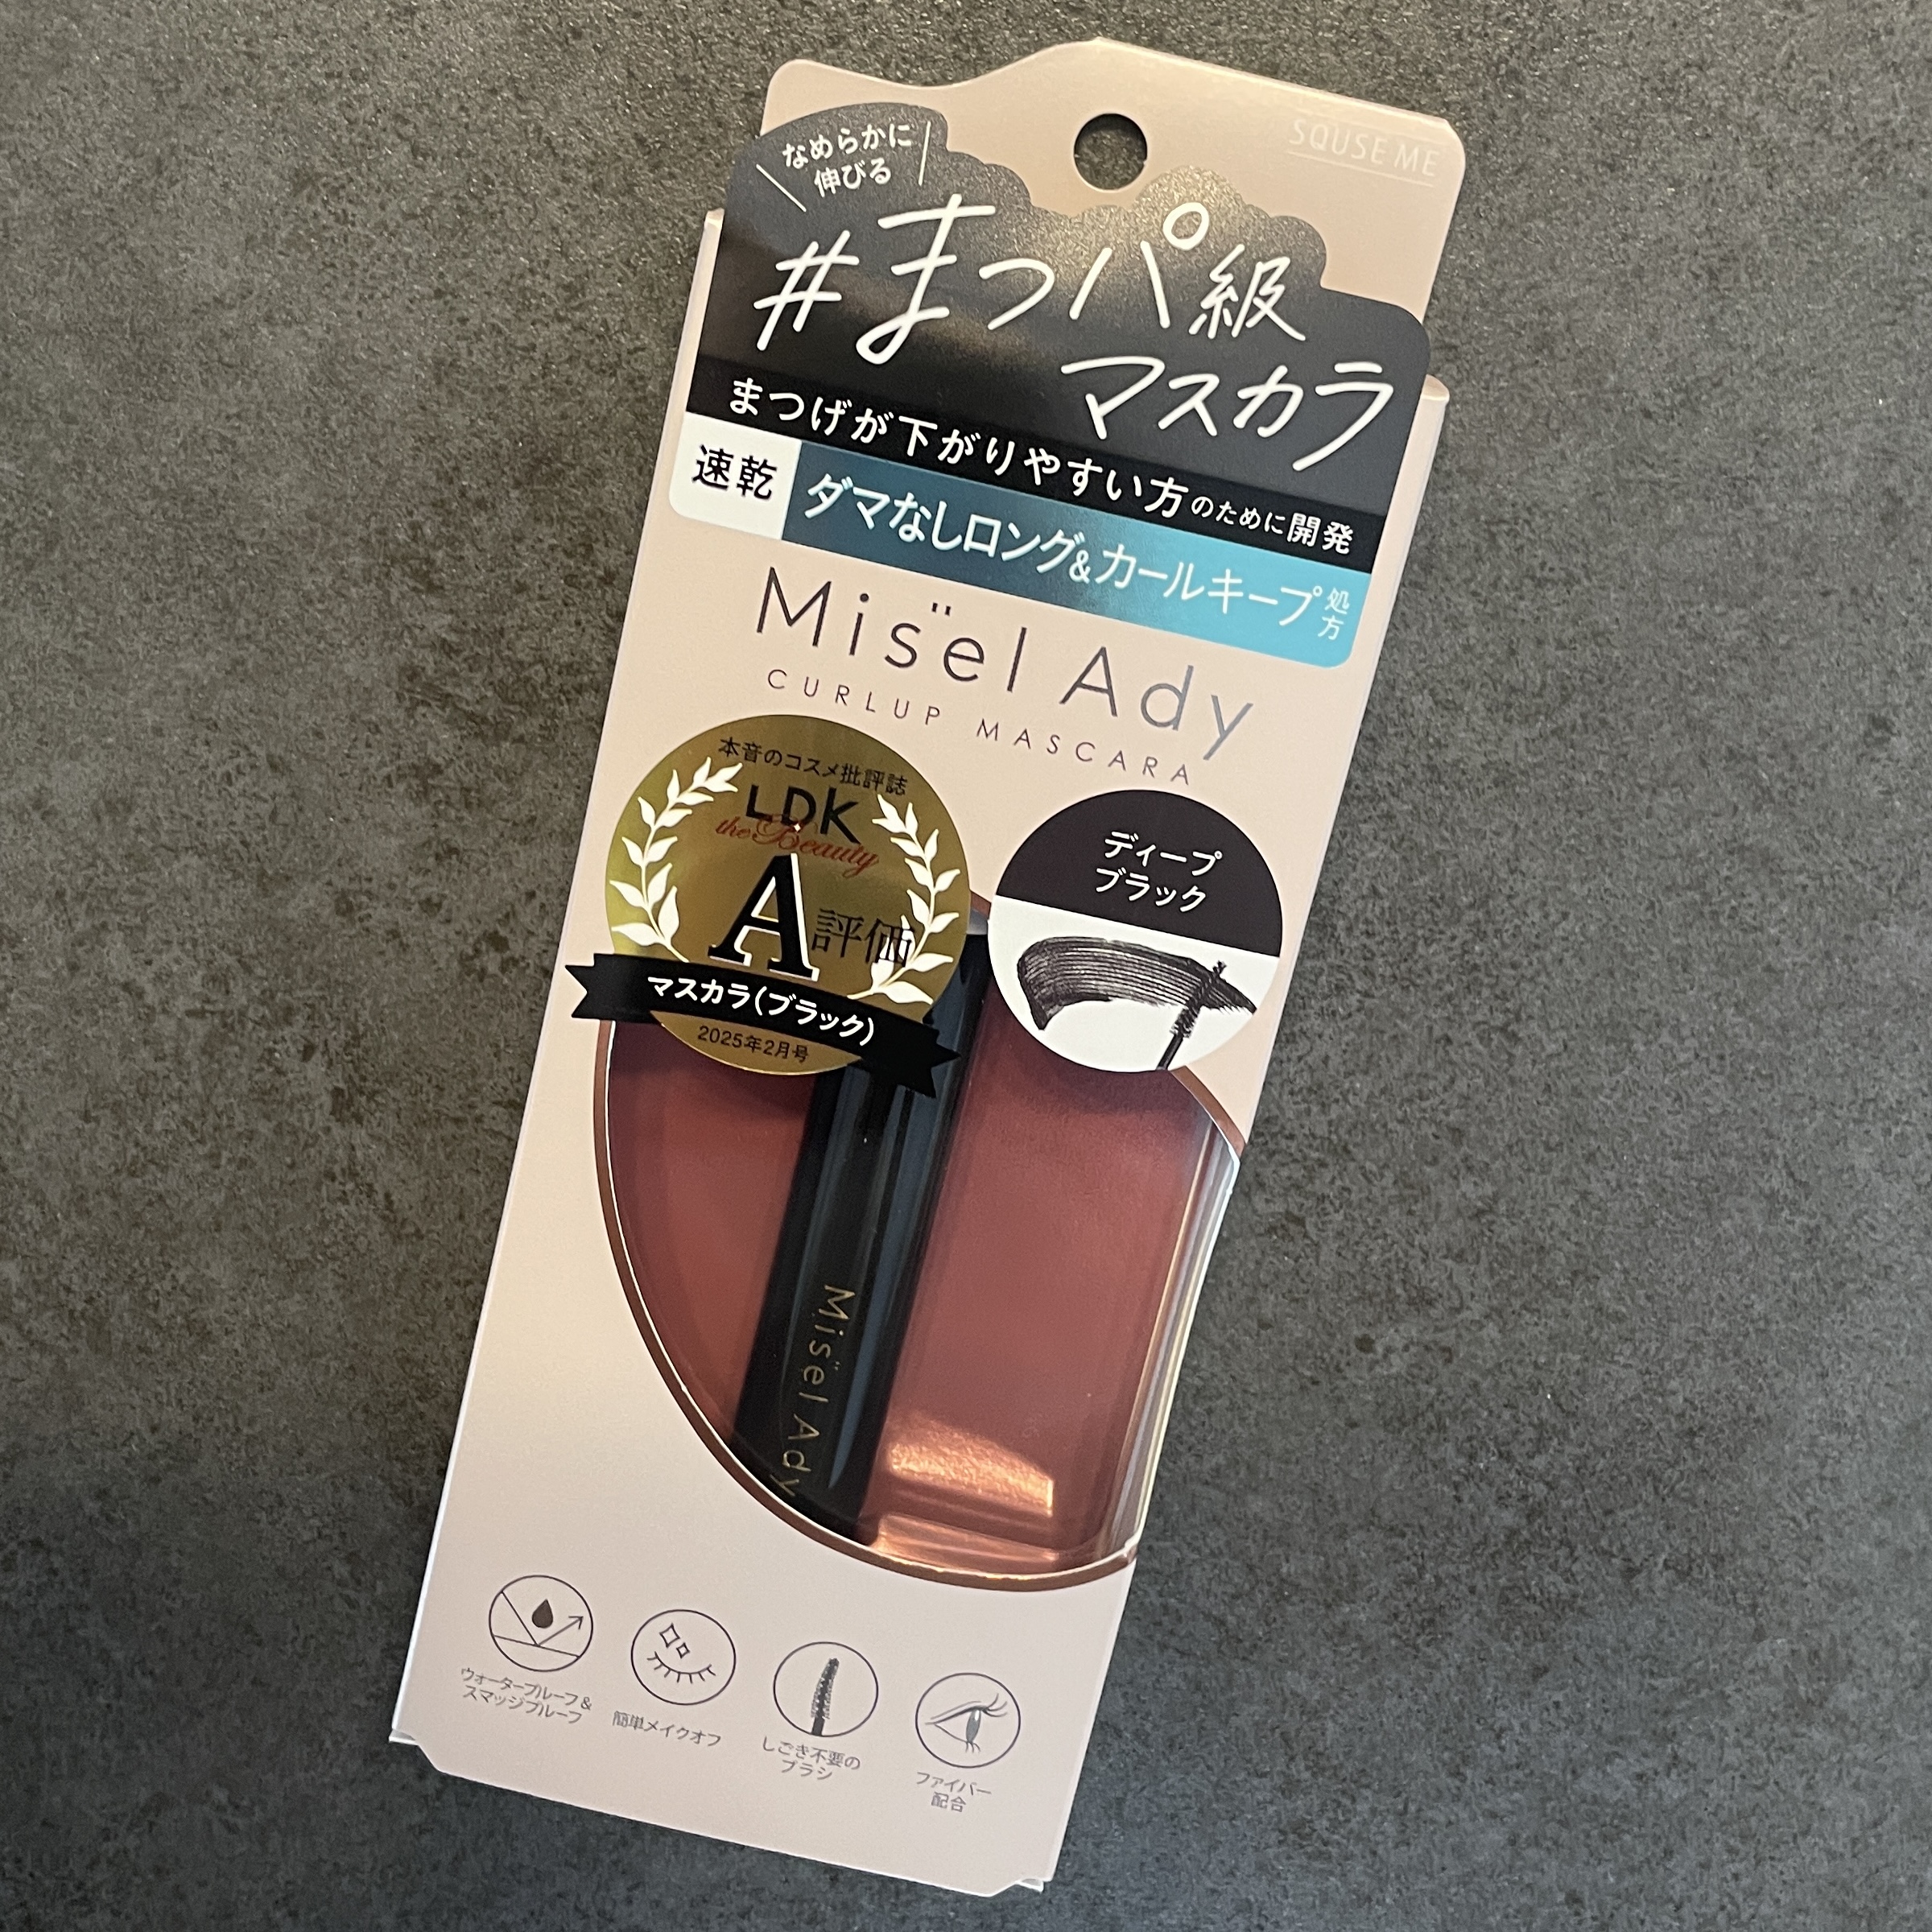 SQUSE ME
なめらかに
伸びる
#まつパ級
マスカラ
まつげが下がりやすい方のために開発
速乾 ダマなしロング&カールキープ処方
Misël Ady
CURLUP MASCARA
本音のコスメ批評誌
LDK
the Beauty
A評価
マスカラ(ブラック)
2025年2月号
ディープ
ブラック
Misël Ady
ウォータープルーフ&
スマッジプルーフ
簡単メイクオフ
しごき不要の
ブラシ
ファイバー
配合